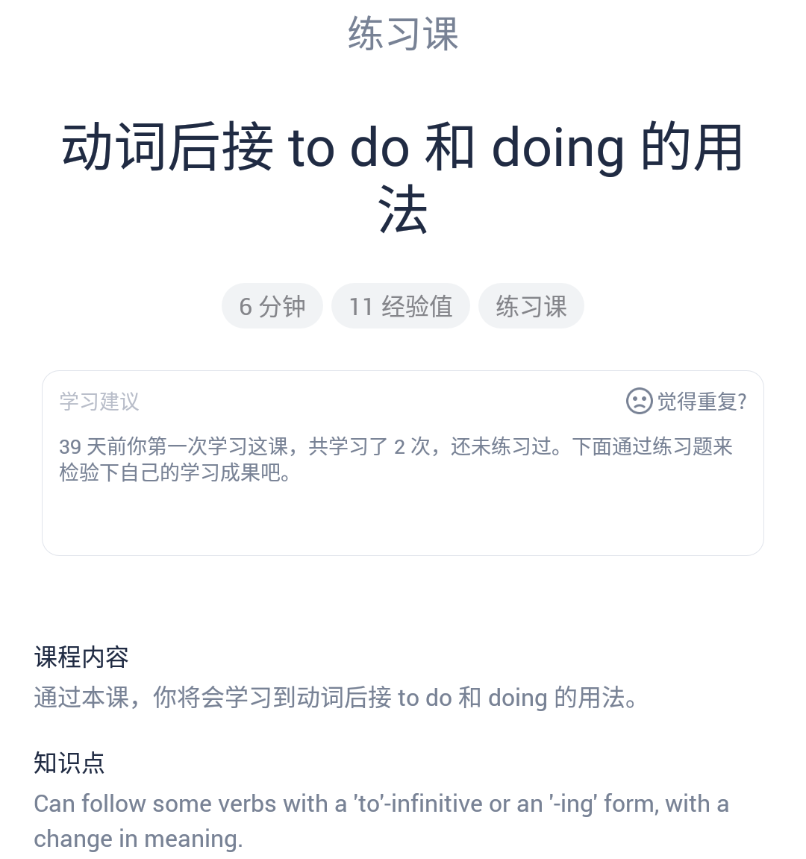 练习课
动词后接 to do 和 doing 的用
法
6 分钟
11 经验值
练习课
学习建议
觉得重复?
39 天前你第一次学习这课，共学习了 2 次，还未练习过。下面通过练习题来
检验下自己的学习成果吧。
课程内容
通过本课，你将会学习到动词后接 to do 和 doing 的用法。
知识点
Can follow some verbs with a 'to'-infinitive or an '-ing' form, with a
change in meaning.